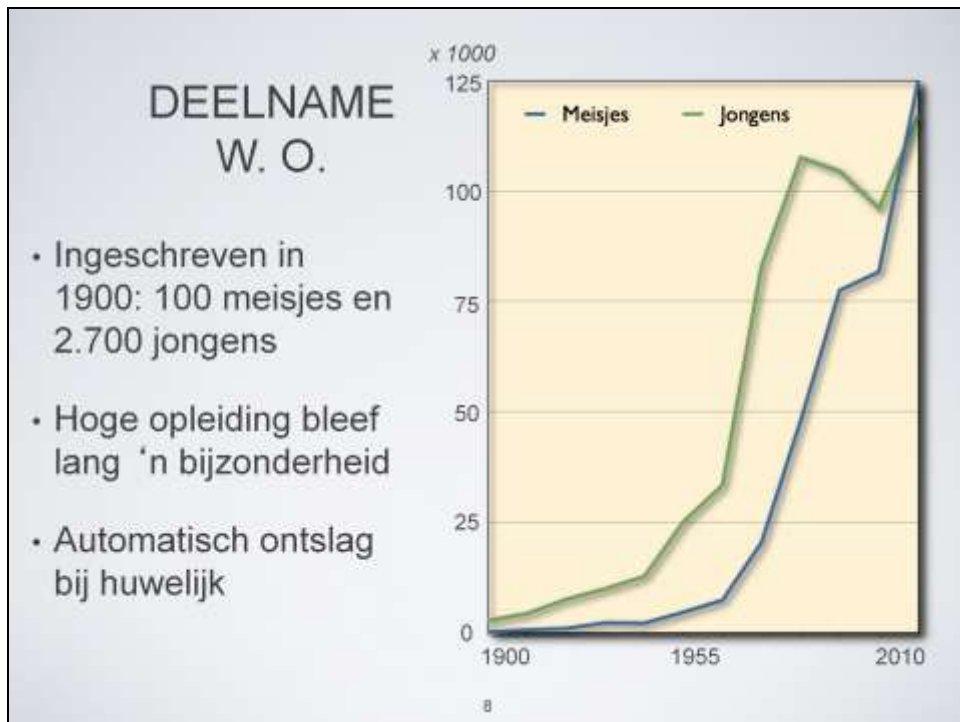 DEELNAME
W. O.
• Ingeschreven in
1900: 100 meisjes en
2.700 jongens
• Hoge opleiding bleef
lang ‘n bijzonderheid
• Automatisch ontslag
bij huwelijk
x 1000
125
Meisjes
Jongens
100
75
50
25
0
1900
1955
2010
8